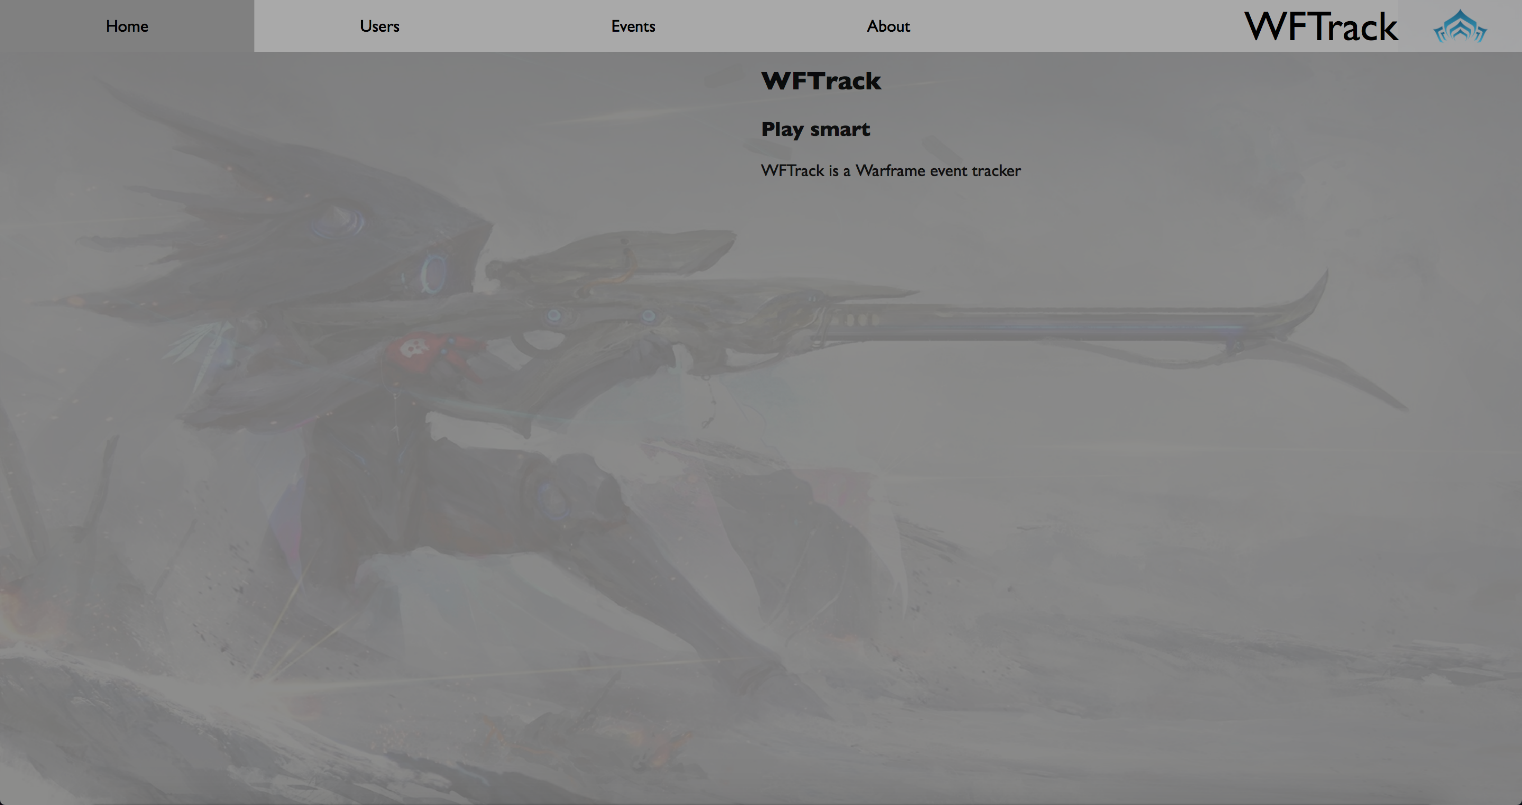 Home
Users
Events
About
WFTrack
WFTrack
Play smart
WFTrack is a Warframe event tracker